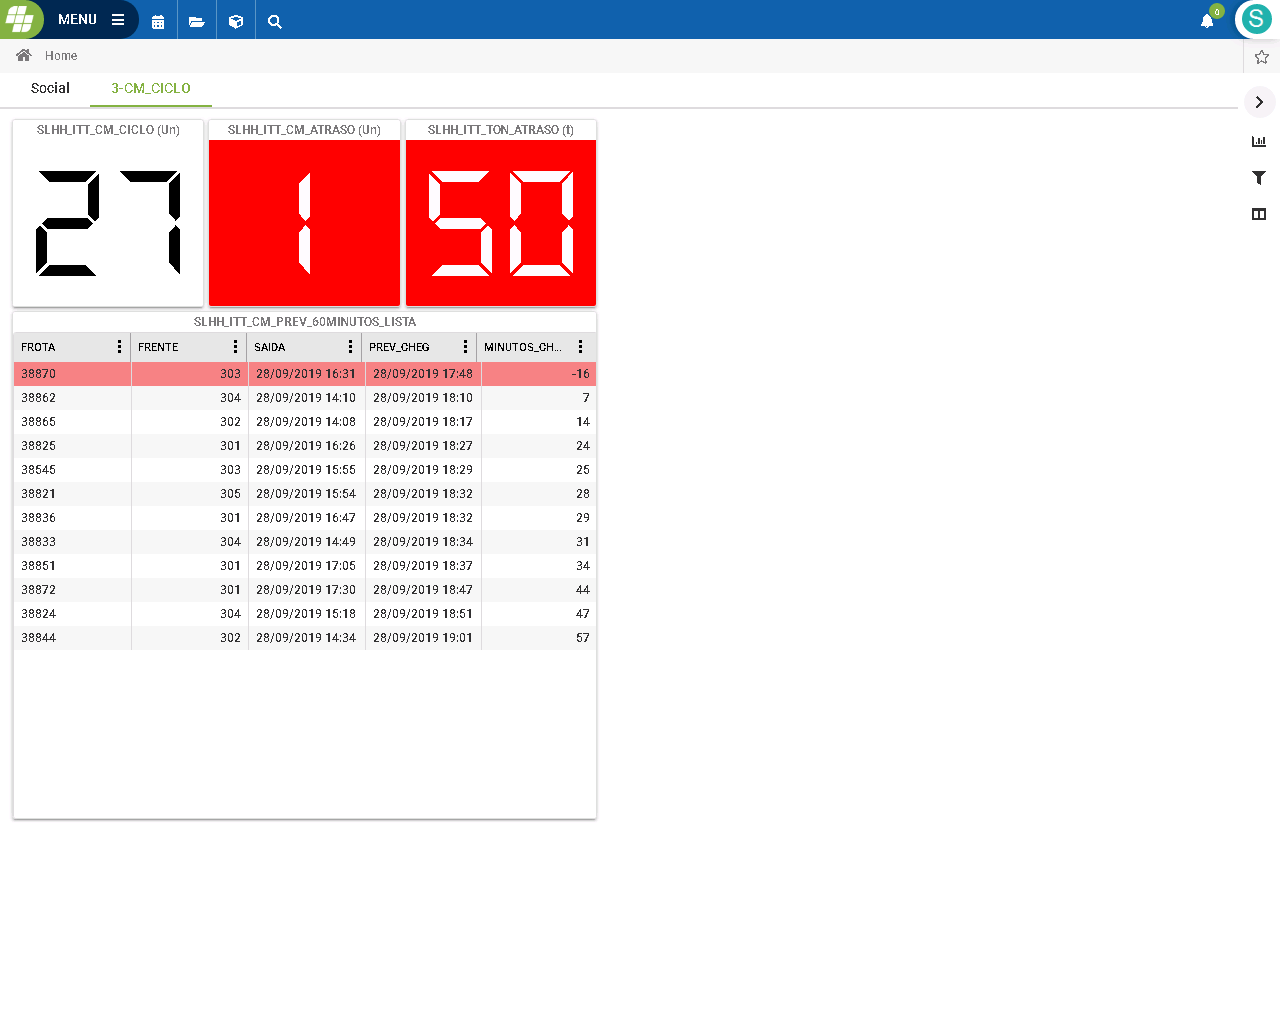 MENU
0
S
Home
Social 3-CM_CICLO
SLHH_ITT_CM_CICLO (Un) SLHH_ITT_CM_ATRASO (Un) SLHH_ITT_TON_ATRASO (t)
27 1 50
SLHH_ITT_CM_PREV_60MINUTOS_LISTA
FROTA FRENTE SAIDA PREV_CHEG MINUTOS_CH...
38870 303 28/09/2019 16:31 28/09/2019 17:48 -16
38862 304 28/09/2019 14:10 28/09/2019 18:10 7
38865 302 28/09/2019 14:08 28/09/2019 18:17 14
38825 301 28/09/2019 16:26 28/09/2019 18:27 24
38545 303 28/09/2019 15:55 28/09/2019 18:29 25
38821 305 28/09/2019 15:54 28/09/2019 18:32 28
38836 301 28/09/2019 16:47 28/09/2019 18:32 29
38833 304 28/09/2019 14:49 28/09/2019 18:34 31
38851 301 28/09/2019 17:05 28/09/2019 18:37 34
38872 301 28/09/2019 17:30 28/09/2019 18:47 44
38824 304 28/09/2019 15:18 28/09/2019 18:51 47
38844 302 28/09/2019 14:34 28/09/2019 19:01 57